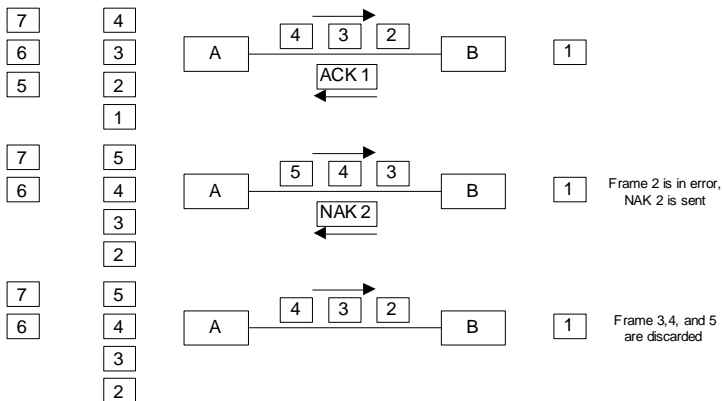 7 4
4 3 2
6 3 A B 1
5 2 ACK 1
1
7 5
5 4 3
6 4 A B 1 Frame 2 is in error,
NAK 2 is sent
3 NAK 2
2
7 5
4 3 2
6 4 A B 1 Frame 3,4, and 5
are discarded
3
2